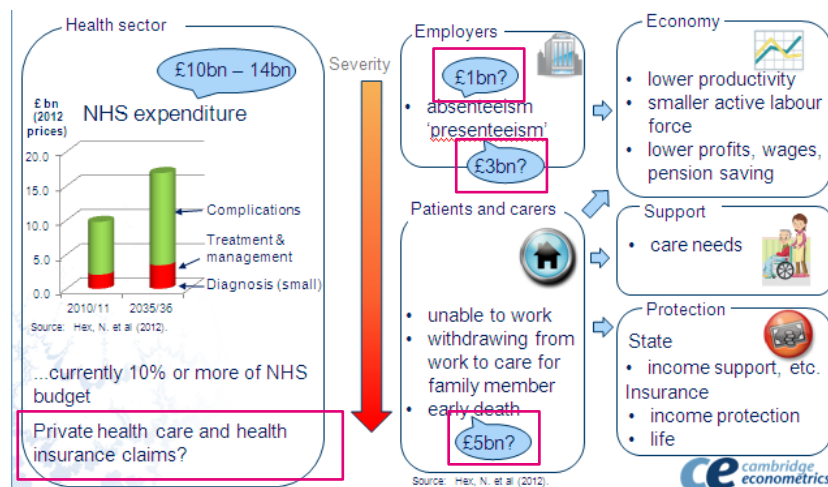 Health sector
£10bn – 14bn
£ bn
(2012
prices)
NHS expenditure
20.0
15.0
10.0
5.0
0.0
Complications
Treatment &
management
Diagnosis (small)
2010/11
2035/36
Source: Hex, N. et al (2012).
...currently 10% or more of NHS
budget
Private health care and health
insurance claims?
Severity
Employers
£1bn?
• absenteeism
'presenteeism'
£3bn?
Patients and carers
• unable to work
• withdrawing from
work to care for
family member
• early death
£5bn?
Source: Hex, N. et al (2012).
Economy
• lower productivity
• smaller active labour
force
• lower profits, wages,
pension saving
Support
• care needs
Protection
State
• income support, etc.
Insurance
• income protection
• life
ce cambridge
econometrics